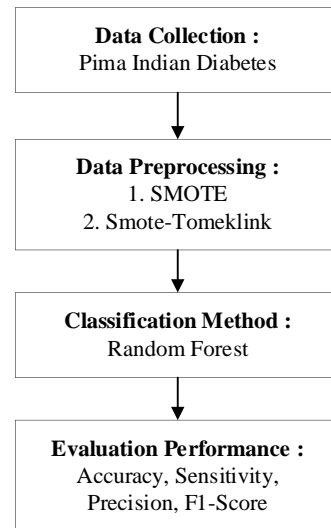 Data Collection :
Pima Indian Diabetes
Data Preprocessing :
1. SMOTE
2. Smote-Tomeklink
Classification Method :
Random Forest
Evaluation Performance :
Accuracy, Sensitivity,
Precision, F1-Score